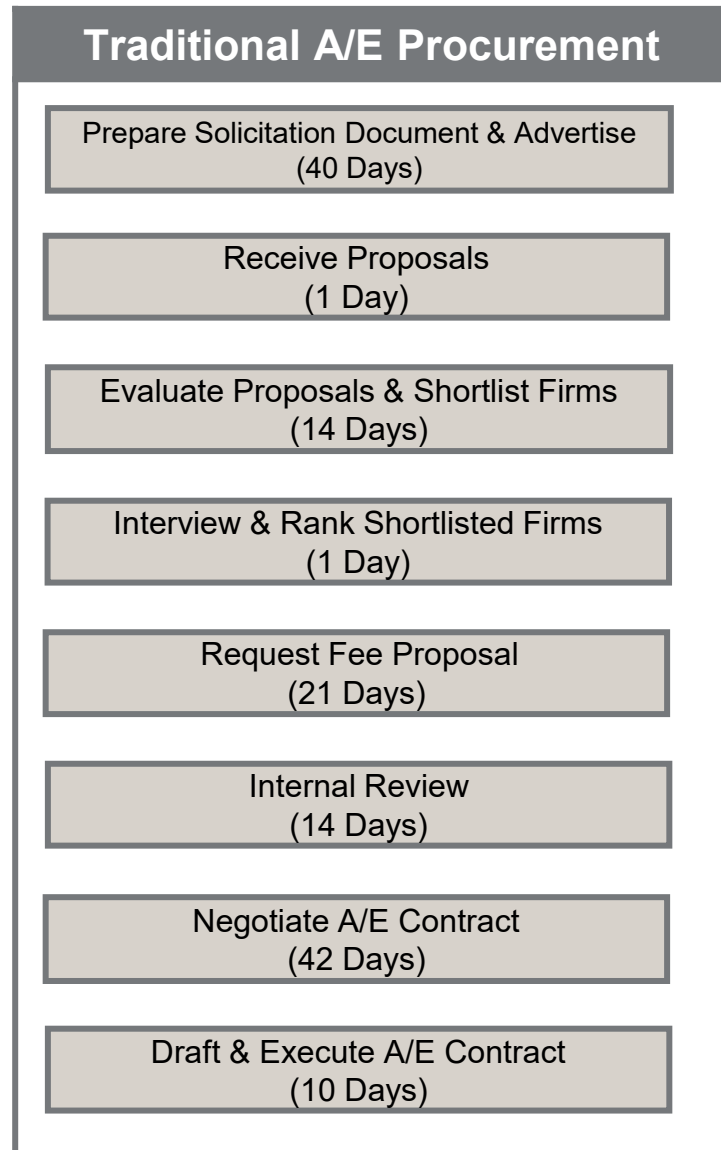 Traditional A/E Procurement
Prepare Solicitation Document & Advertise
(40 Days)
Receive Proposals
(1 Day)
Evaluate Proposals & Shortlist Firms
(14 Days)
Interview & Rank Shortlisted Firms
(1 Day)
Request Fee Proposal
(21 Days)
Internal Review
(14 Days)
Negotiate A/E Contract
(42 Days)
Draft & Execute A/E Contract
(10 Days)